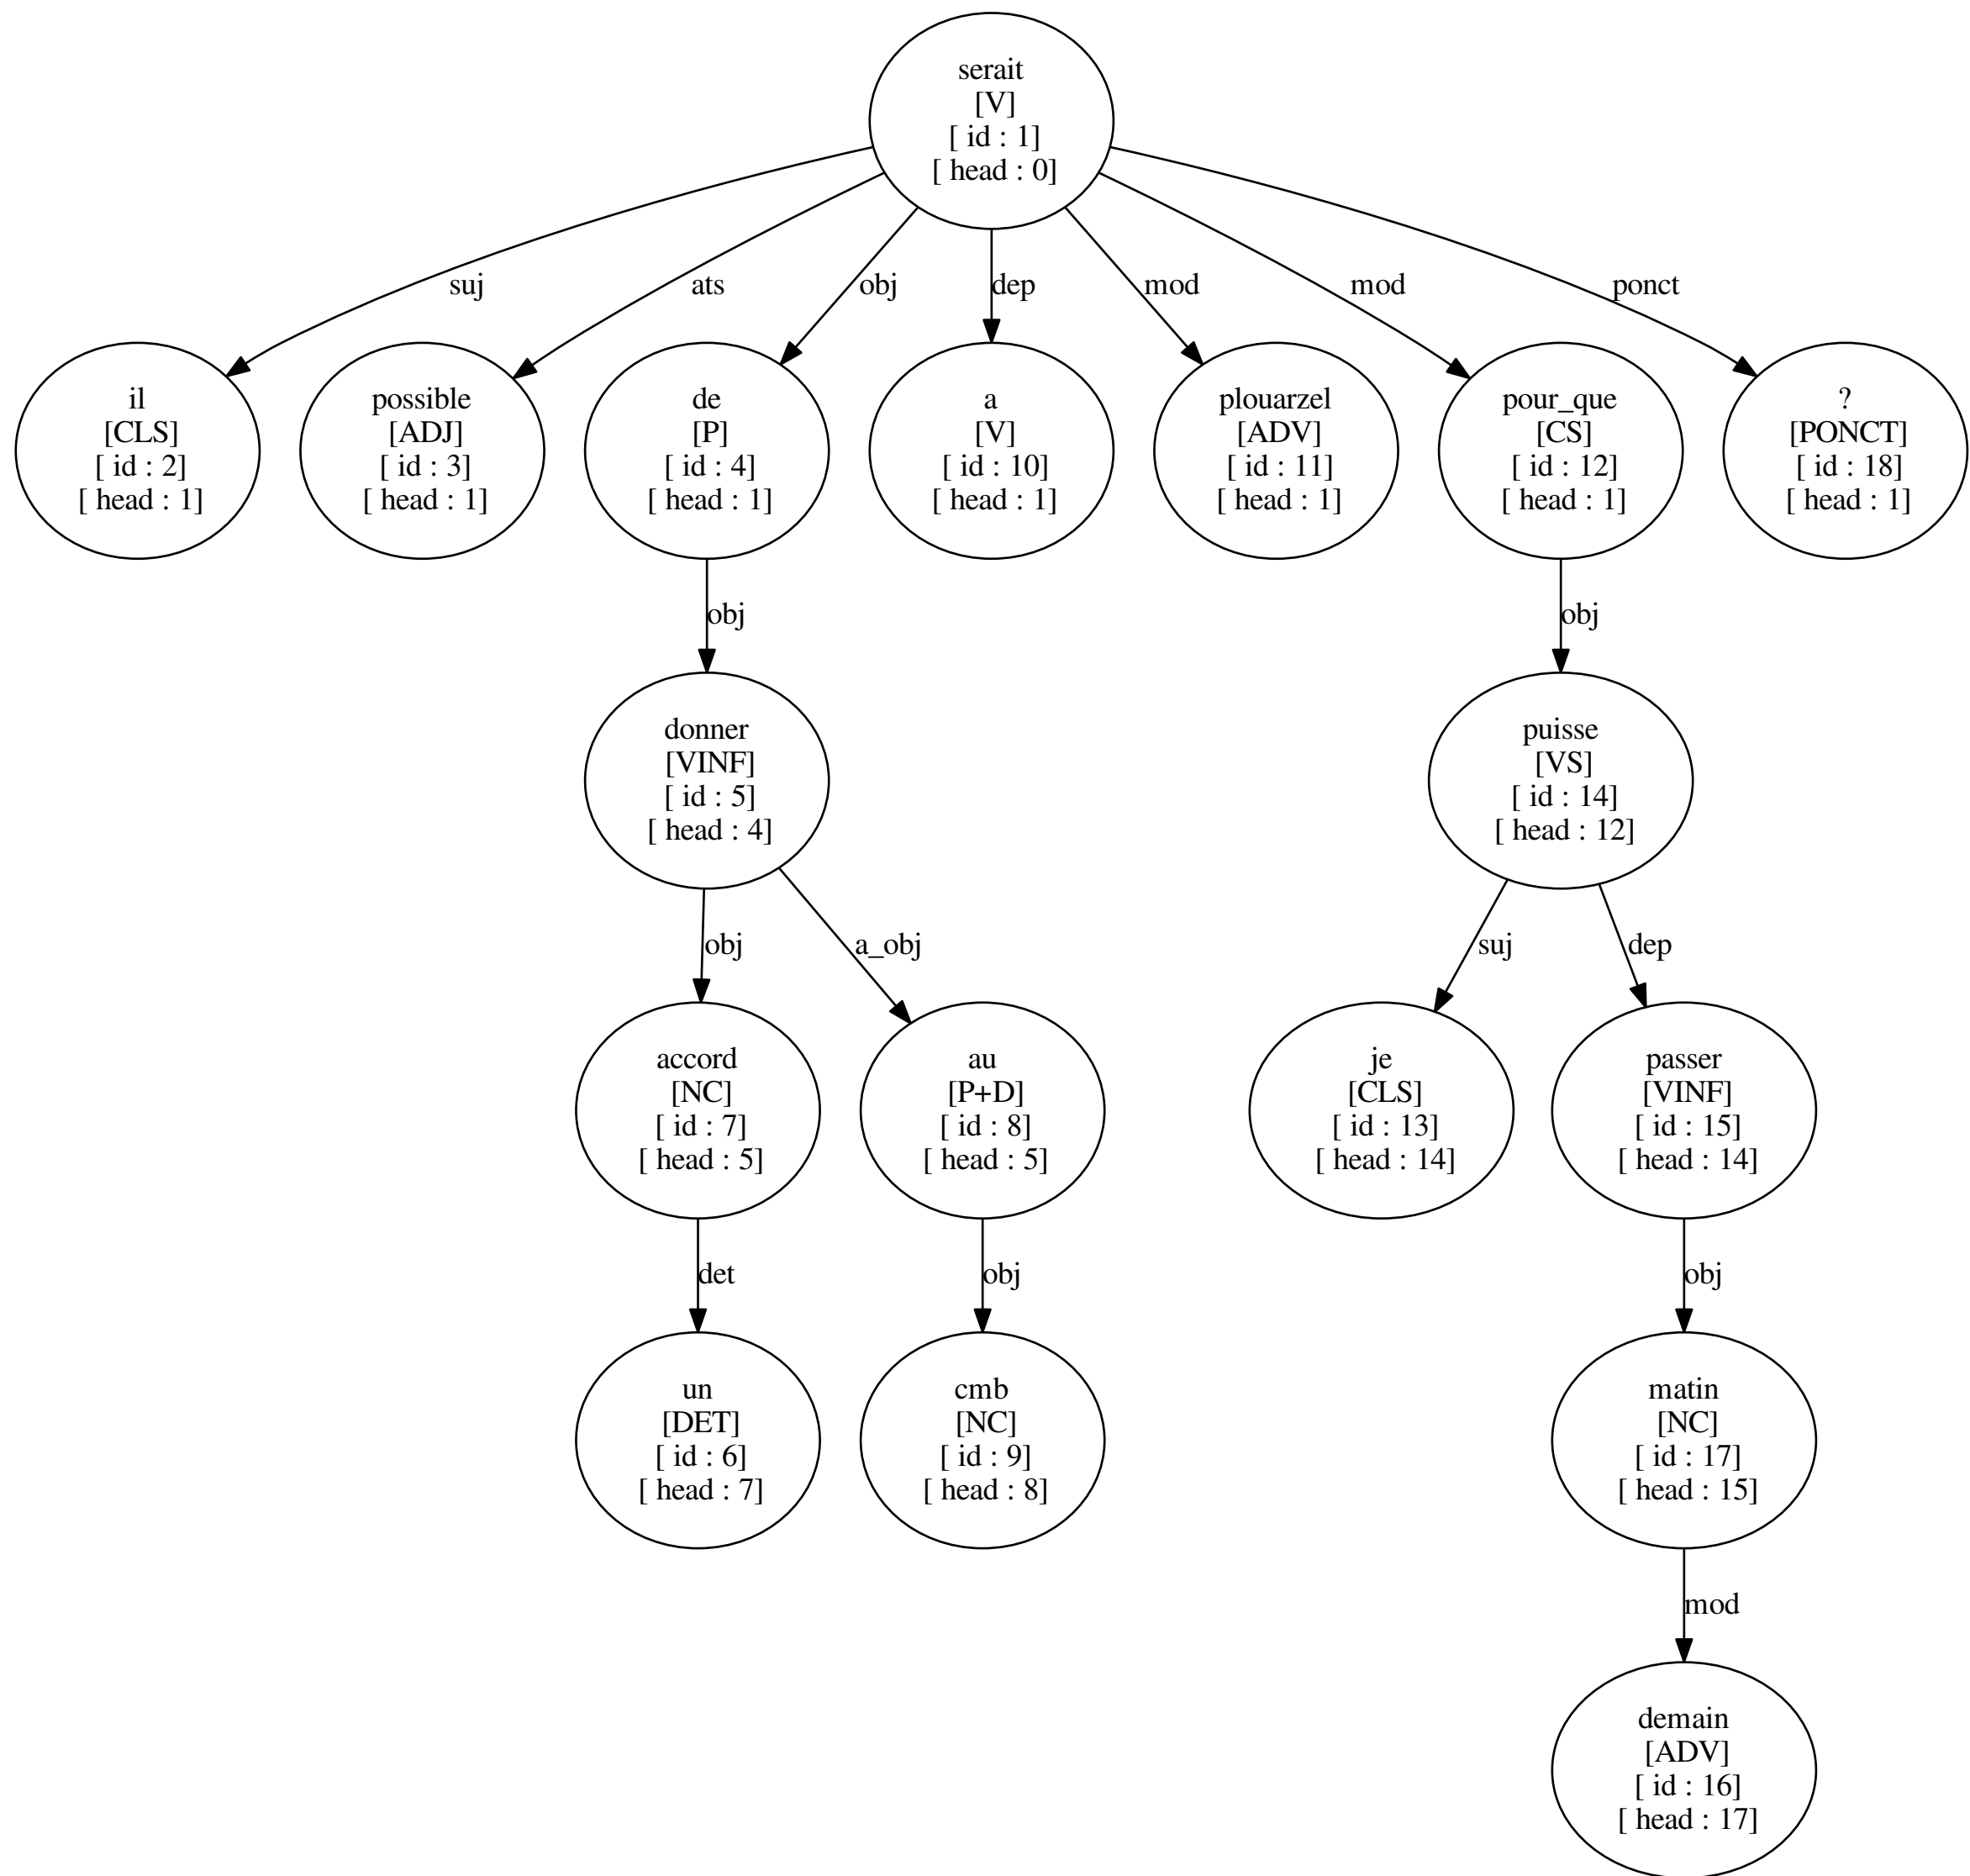 serait
[V]
[ id : 1]
[ head : 0]
suj
ats
obj
dep
mod
mod
ponct
il
[CLS]
[ id : 2]
[ head : 1]
possible
[ADJ]
[ id : 3]
[ head : 1]
de
[P]
[ id : 4]
[ head : 1]
a
[V]
[ id : 10]
[ head : 1]
plouarzel
[ADV]
[ id : 11]
[ head : 1]
pour_que
[CS]
[ id : 12]
[ head : 1]
?
[PONCT]
[ id : 18]
[ head : 1]
obj
obj
donner
[VINF]
[ id : 5]
[ head : 4]
puisse
[VS]
[ id : 14]
[ head : 12]
obj
a_obj
suj
dep
accord
[NC]
[ id : 7]
[ head : 5]
au
[P+D]
[ id : 8]
[ head : 5]
je
[CLS]
[ id : 13]
[ head : 14]
passer
[VINF]
[ id : 15]
[ head : 14]
det
obj
obj
un
[DET]
[ id : 6]
[ head : 7]
cmb
[NC]
[ id : 9]
[ head : 8]
matin
[NC]
[ id : 17]
[ head : 15]
mod
demain
[ADV]
[ id : 16]
[ head : 17]